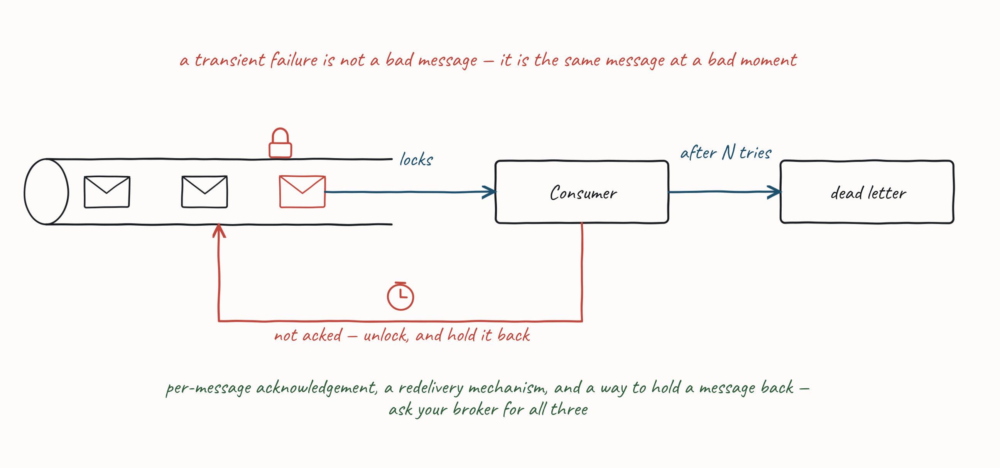 a transient failure is not a bad message – it is the same message at a bad moment
locks
after N tries
Consumer
dead letter
not acked – unlock, and hold it back
per-message acknowledgement, a redelivery mechanism, and a way to hold a message back –
ask your broker for all three